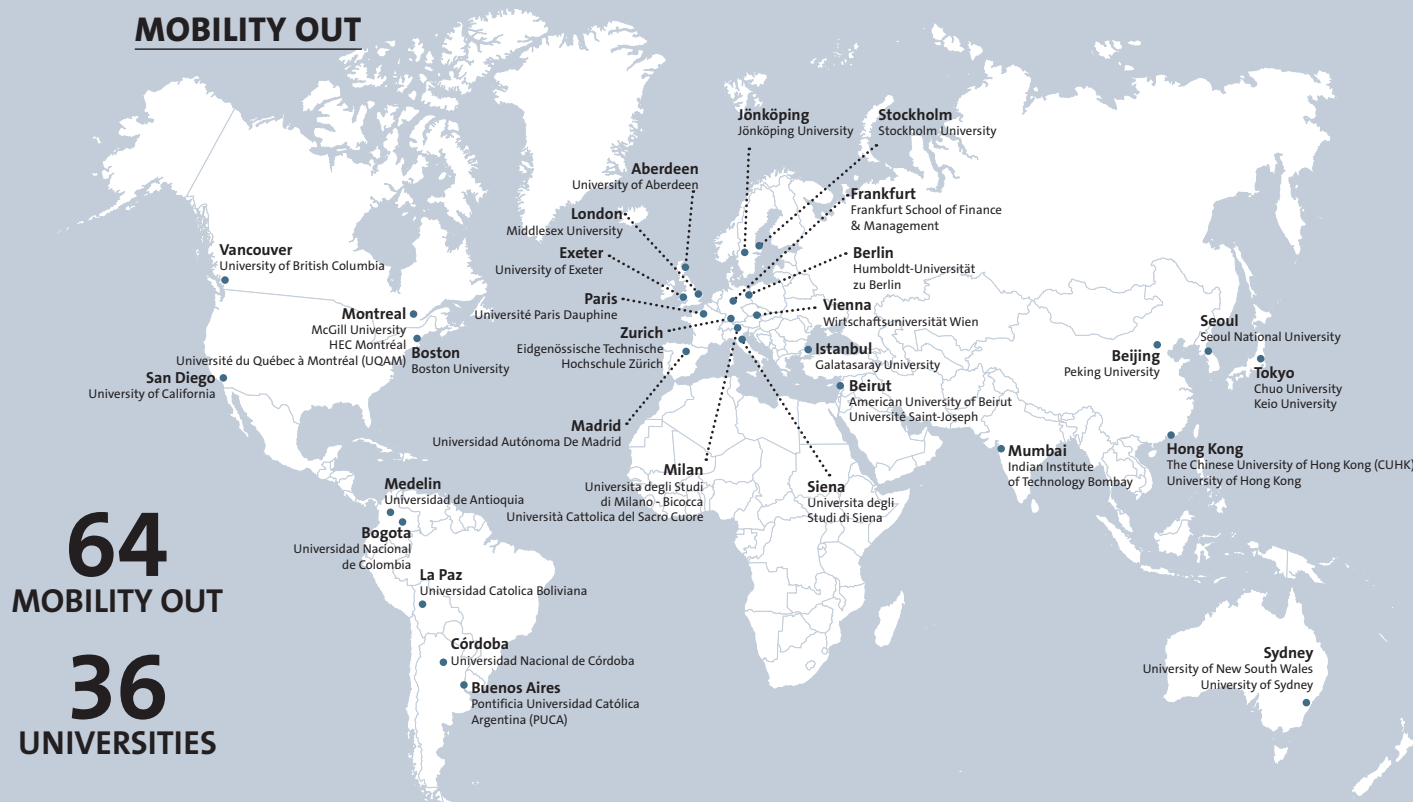 MOBILITY OUT
Jönköping
Jönköping University
Stockholm
Stockholm University
Aberdeen
University of Aberdeen
London
Middlesex University
Exeter
University of Exeter
Paris
Université Paris Dauphine
Zurich
Eidgenössische Technische
Hochschule Zürich
Madrid
Universidad Autónoma De Madrid
Milan
Universita degli Studi
di Milano - Bicocca
Università Cattolica del Sacro Cuore
Siena
Universita degli
Studi di Siena
Frankfurt
Frankfurt School of Finance
& Management
Berlin
Humboldt-Universität
zu Berlin
Vienna
Wirtschaftsuniversität Wien
Istanbul
Galatasaray University
Beirut
American University of Beirut
Université Saint-Joseph
Vancouver
University of British Columbia
Montreal
McGill University
HEC Montréal
Université du Québec à Montréal (UQAM)
Boston
Boston University
San Diego
University of California
Medelin
Universidad de Antioquia
Bogota
Universidad Nacional
de Colombia
La Paz
Universidad Catolica Boliviana
Córdoba
Universidad Nacional de Córdoba
Buenos Aires
Pontificia Universidad Católica
Argentina (PUCA)
Seoul
Seoul National University
Beijing
Peking University
Tokyo
Chuo University
Keio University
Mumbai
Indian Institute
of Technology Bombay
Hong Kong
The Chinese University of Hong Kong (CUHK)
University of Hong Kong
Sydney
University of New South Wales
University of Sydney
64
MOBILITY OUT
36
UNIVERSITIES